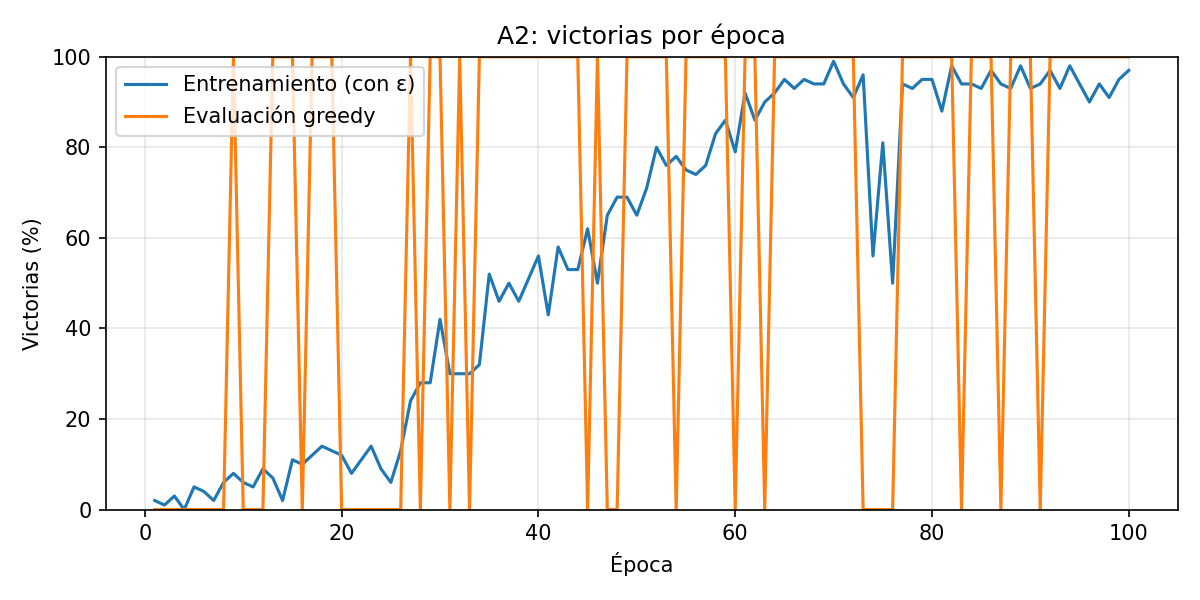 A2: victorias por época
Entrenamiento (con ε)
Evaluación greedy
Victorias (%)
100
80
60
40
20
0
0 20 40 60 80 100
Época